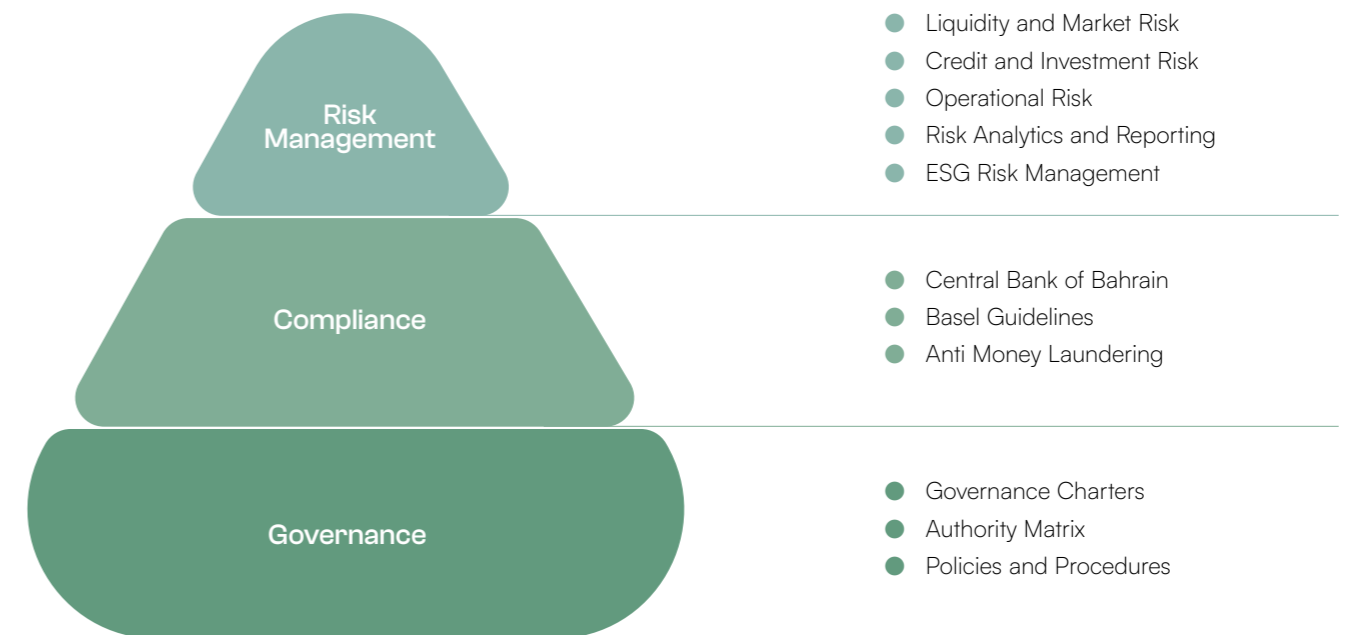 Risk
Management
Liquidity and Market Risk
Credit and Investment Risk
Operational Risk
Risk Analytics and Reporting
ESG Risk Management
Compliance
Central Bank of Bahrain
Basel Guidelines
Anti Money Laundering
Governance
Governance Charters
Authority Matrix
Policies and Procedures